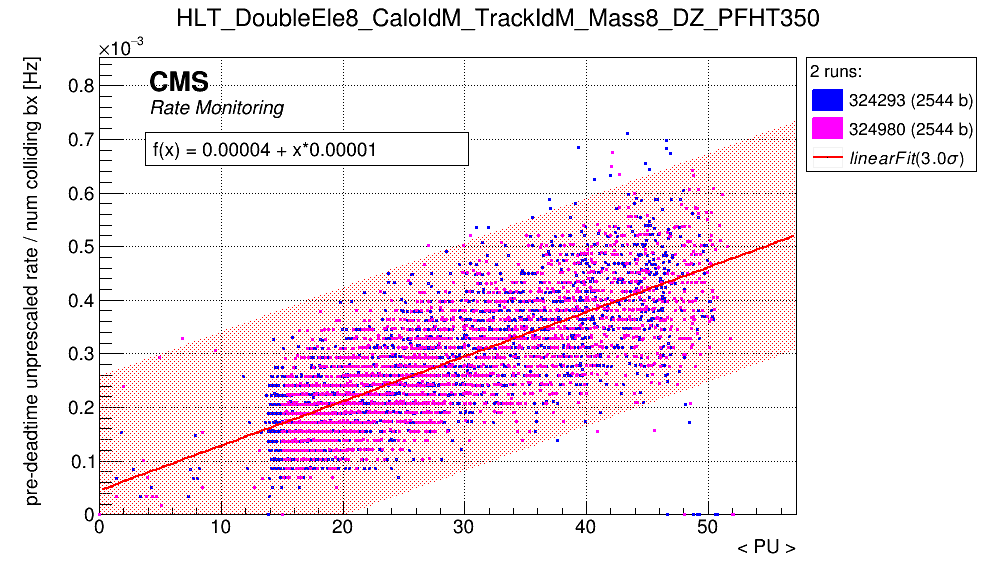 HLT_DoubleEle8_CaloIdM_TrackIdM_Mass8_DZ_PFHT350
×10⁻³
CMS
Rate Monitoring
f(x) = 0.00004 + x*0.00001
2 runs:
324293 (2544 b)
324980 (2544 b)
linearFit(3.0σ)
pre-deadtime unprescaled rate / num colliding bx [Hz]
0.8
0.7
0.6
0.5
0.4
0.3
0.2
0.1
0
0 10 20 30 40 50
< PU >